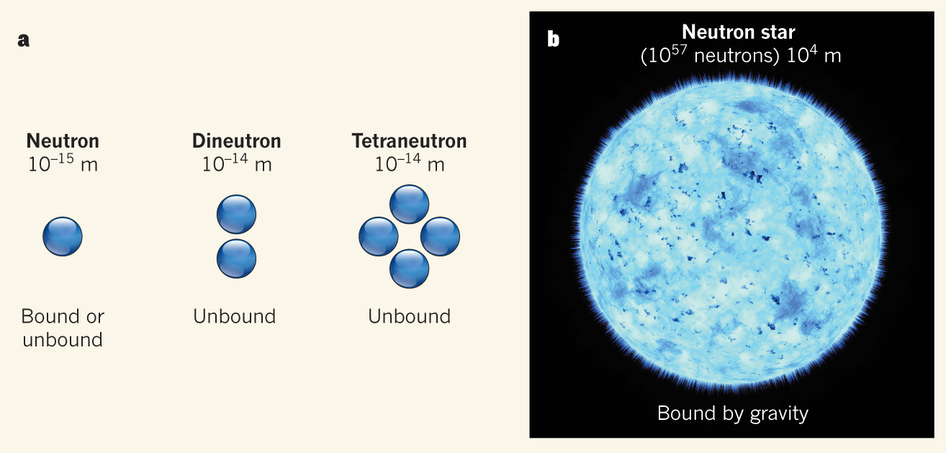 a
Neutron
10⁻¹⁵ m
Bound or
unbound
Dineutron
10⁻¹⁴ m
Unbound
Tetraneutron
10⁻¹⁴ m
Unbound
b
Neutron star
(10⁵⁷ neutrons) 10⁴ m
Bound by gravity